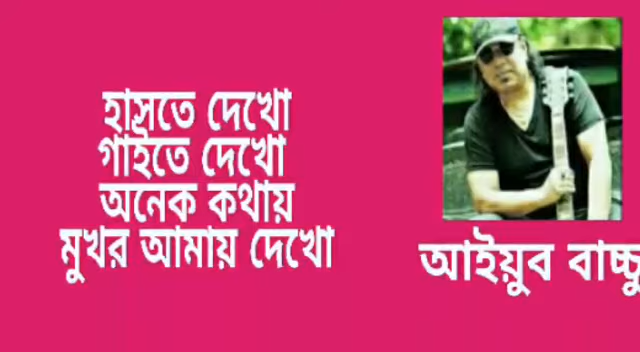 হাসতে দেখো
গাইতে দেখো
অনেক কথায়
মুখর আমায় দেখো
আইয়ুব বাচ্চু